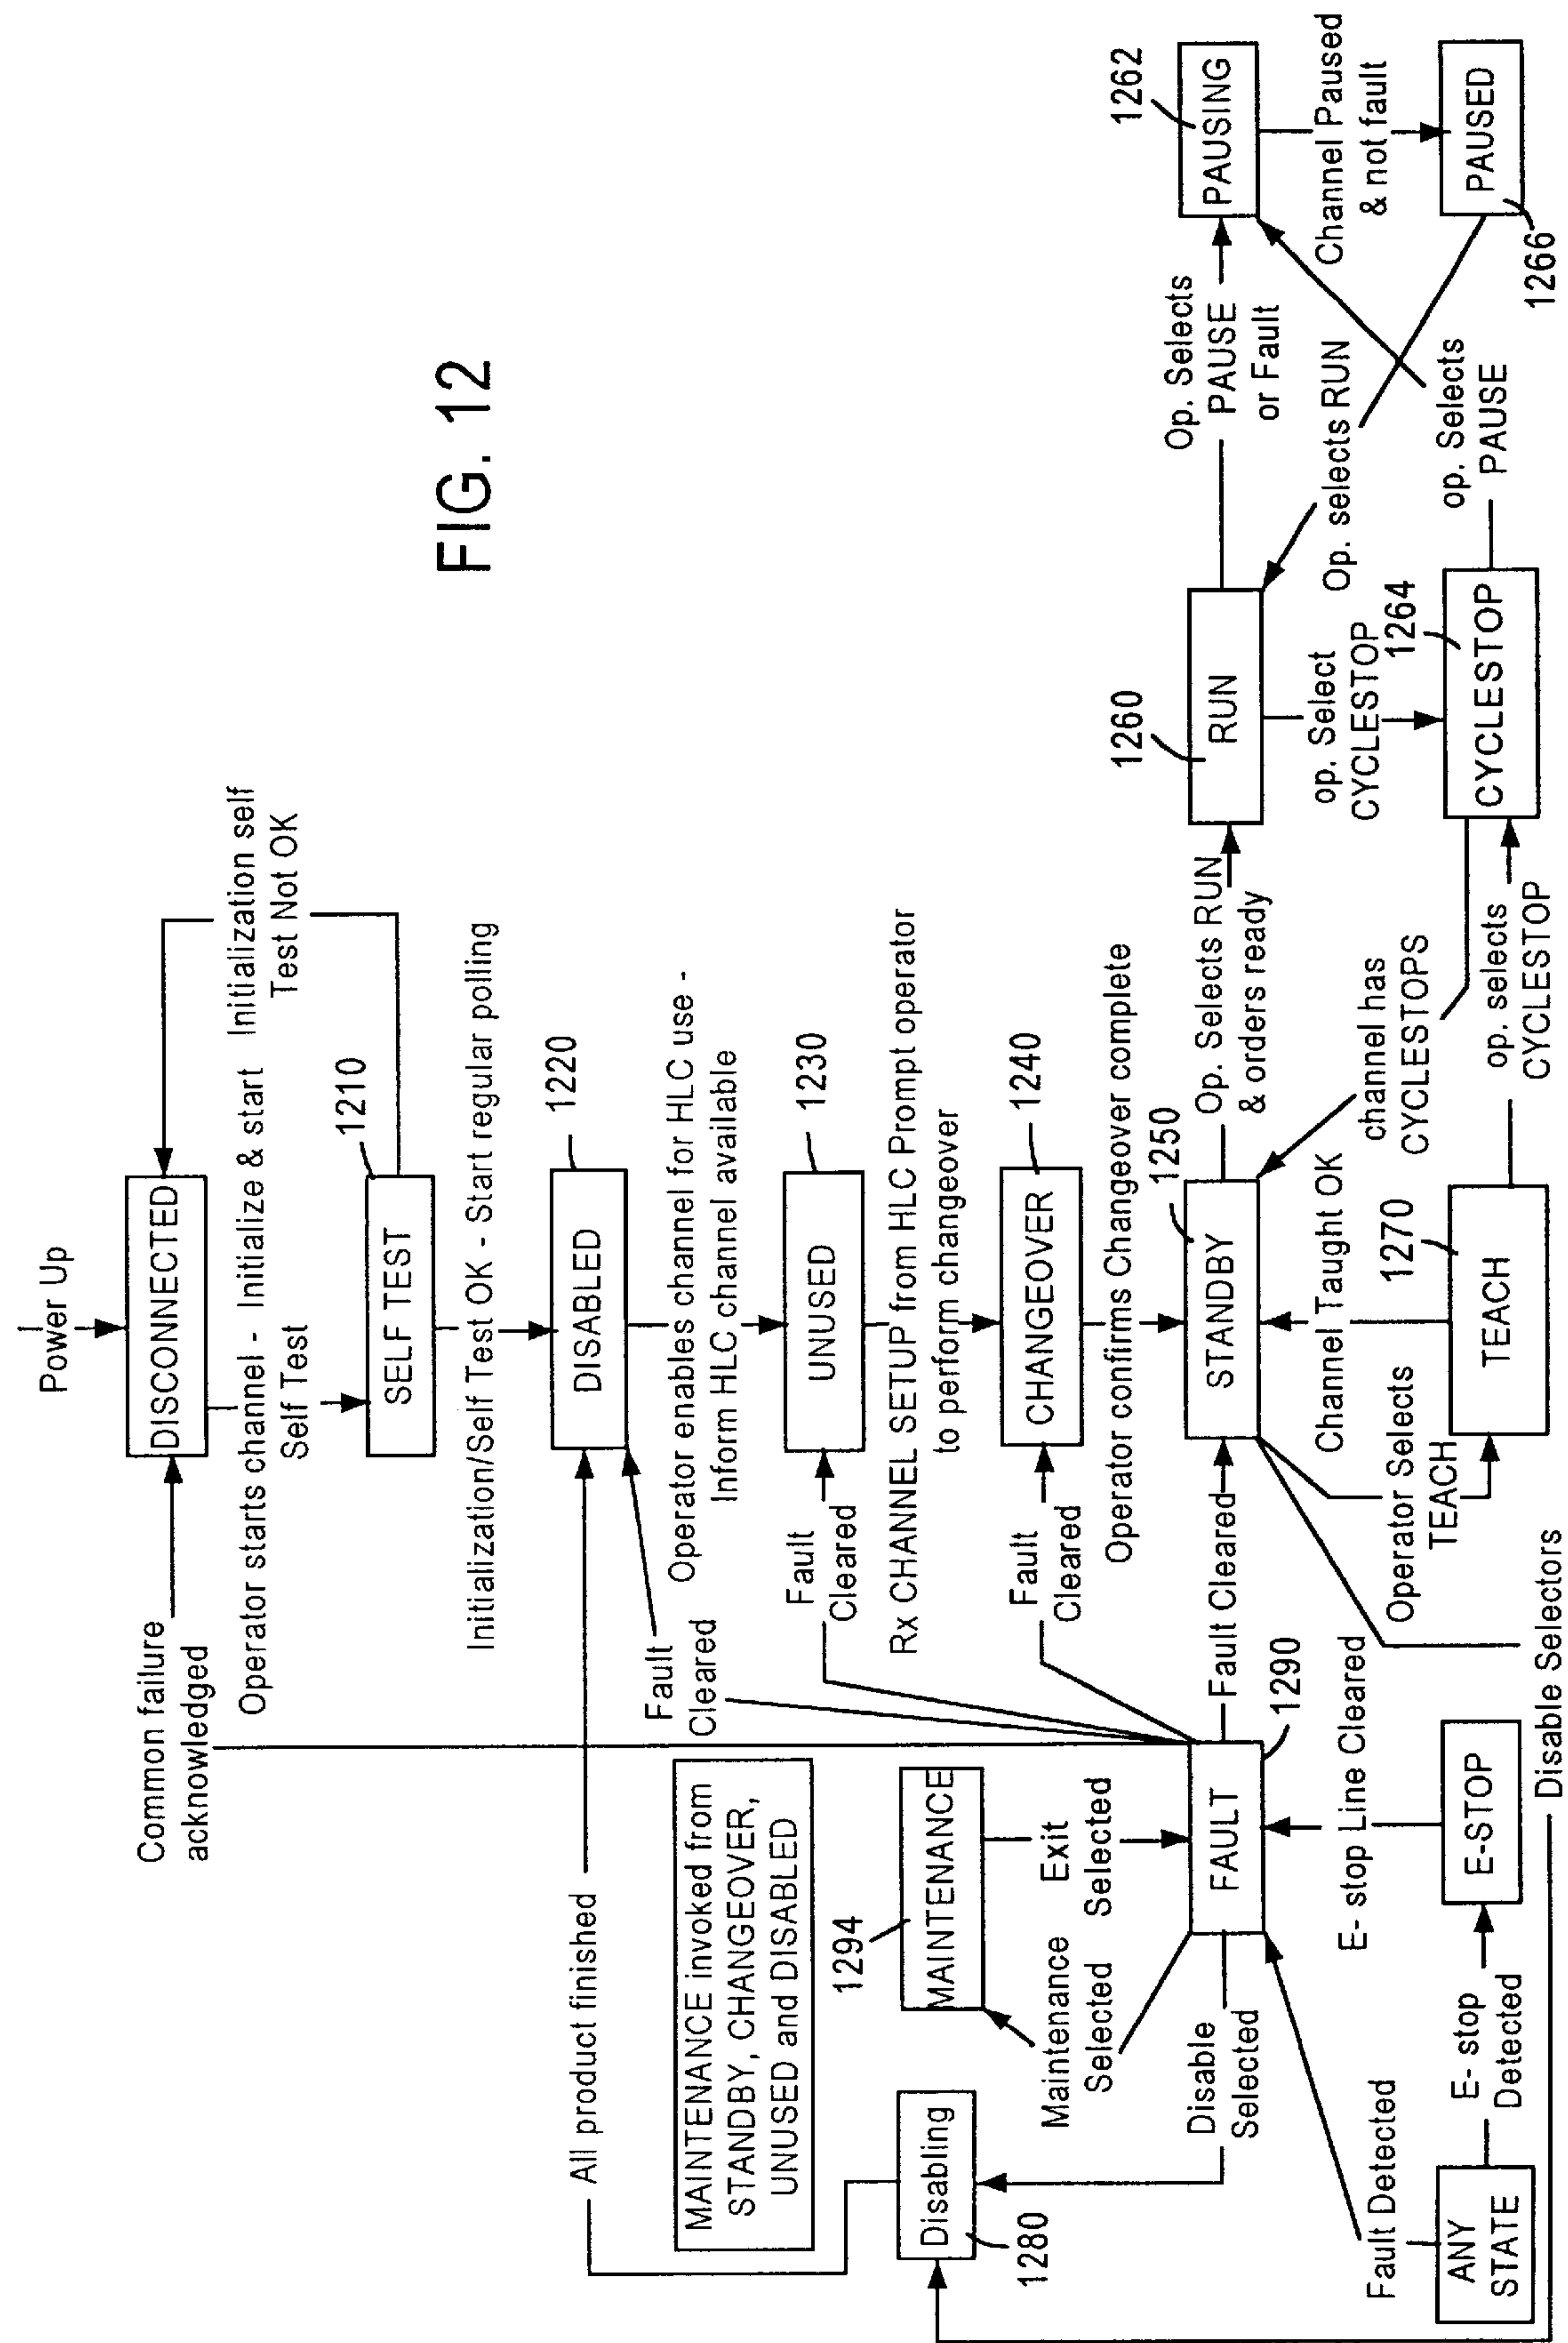 FIG. 12
Power Up
DISCONNECTED
Common failure
acknowledged
Operator starts channel - Initialize & start
Self Test
Initialization self
Test Not OK
SELF TEST
1210
Initialization/Self Test OK - Start regular polling
DISABLED
1220
All product finished
Fault
Cleared
Operator enables channel for HLC use -
Inform HLC channel available
UNUSED
1230
Fault
Cleared
Rx CHANNEL SETUP from HLC Prompt operator
to perform changeover
CHANGEOVER
1240
Fault
Cleared
Operator confirms Changeover complete
MAINTENANCE invoked from
STANDBY, CHANGEOVER,
UNUSED and DISABLED
Disabling
1280
MAINTENANCE
1294
Maintenance
Selected
Exit
Selected
Disable
Selected
FAULT
1290
Fault Cleared
STANDBY
1250
Op. Selects RUN
& orders ready
RUN
1260
Op. Selects
PAUSE
or Fault
PAUSING
1262
Channel Paused
& not fault
PAUSED
1266
Op. selects RUN
op. Select
CYCLESTOP
CYCLESTOP
1264
op. Selects
PAUSE
channel has
CYCLESTOPS
op. selects
CYCLESTOP
Channel Taught OK
TEACH
1270
Operator Selects
TEACH
E- stop Line Cleared
E-STOP
E- stop
Detected
Fault Detected
ANY
STATE
Disable Selectors